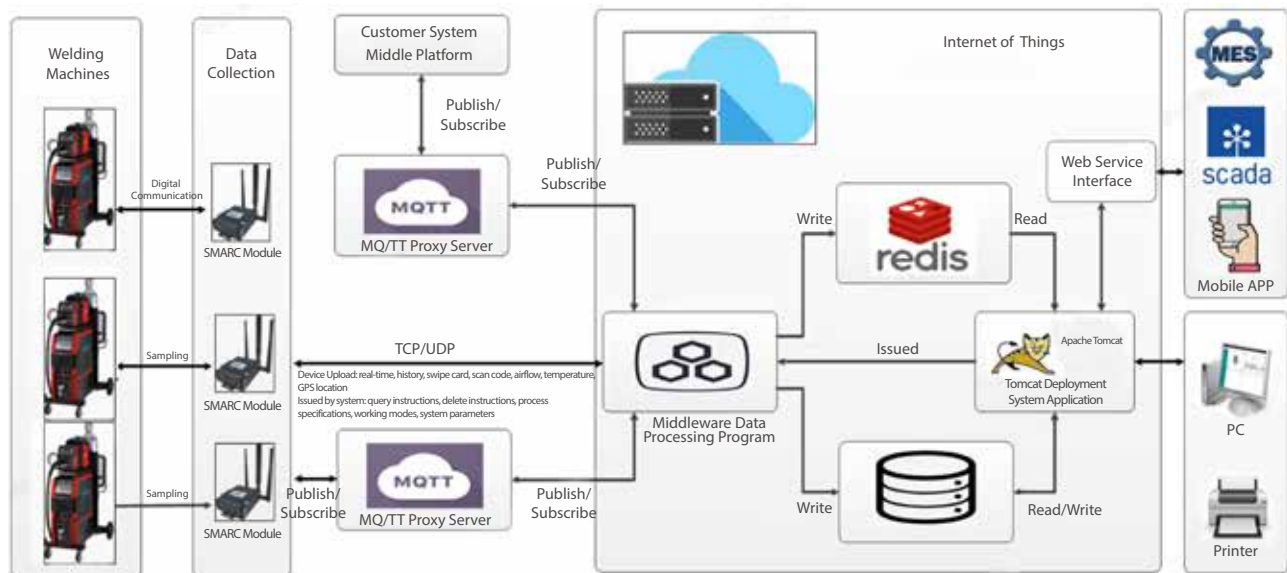 Welding
Machines
Data
Collection
Digital
Communication
SMARC Module
Sampling
SMARC Module
Sampling
SMARC Module
Customer System
Middle Platform
Publish/
Subscribe
MQTT
MQ/TT Proxy Server
Publish/
Subscribe
TCP/UDP
Device Upload: real-time, history, swipe card, scan code, airflow, temperature,
GPS location
Issued by system: query instructions, delete instructions, process
specifications, working modes, system parameters
Publish/
Subscribe
MQTT
MQ/TT Proxy Server
Publish/
Subscribe
Internet of Things
Write
redis
Read
Middleware Data
Processing Program
Issued
Write
Read/Write
Web Service
Interface
Apache Tomcat
Tomcat Deployment
System Application
MES
scada
Mobile APP
PC
Printer